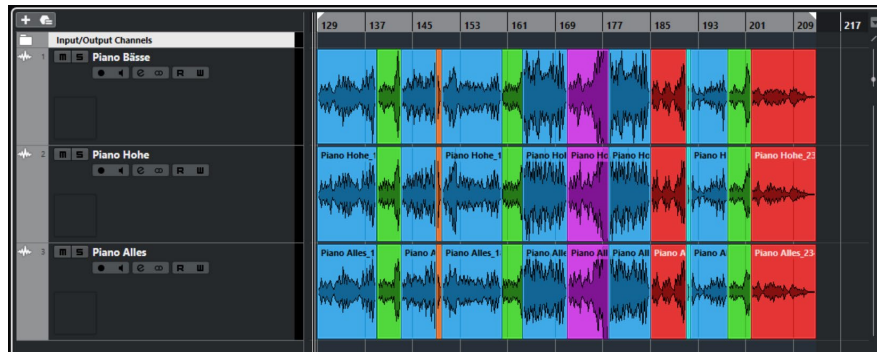 129 137 145 153 161 169 177 185 193 201 209 217
Input/Output Channels
1 m S Piano Bässe
e R W
2 m S Piano Hohe
e R W
Piano Hohe_1 Piano Hohe_1 Piano Hol Piano Hc Piano Hc Piano H Piano Hohe_23
3 m S Piano Alles
e R W
Piano Alles_1 Piano A Piano Alles_1 Piano Alle Piano All Piano All Piano A Piano A Piano Alles_23